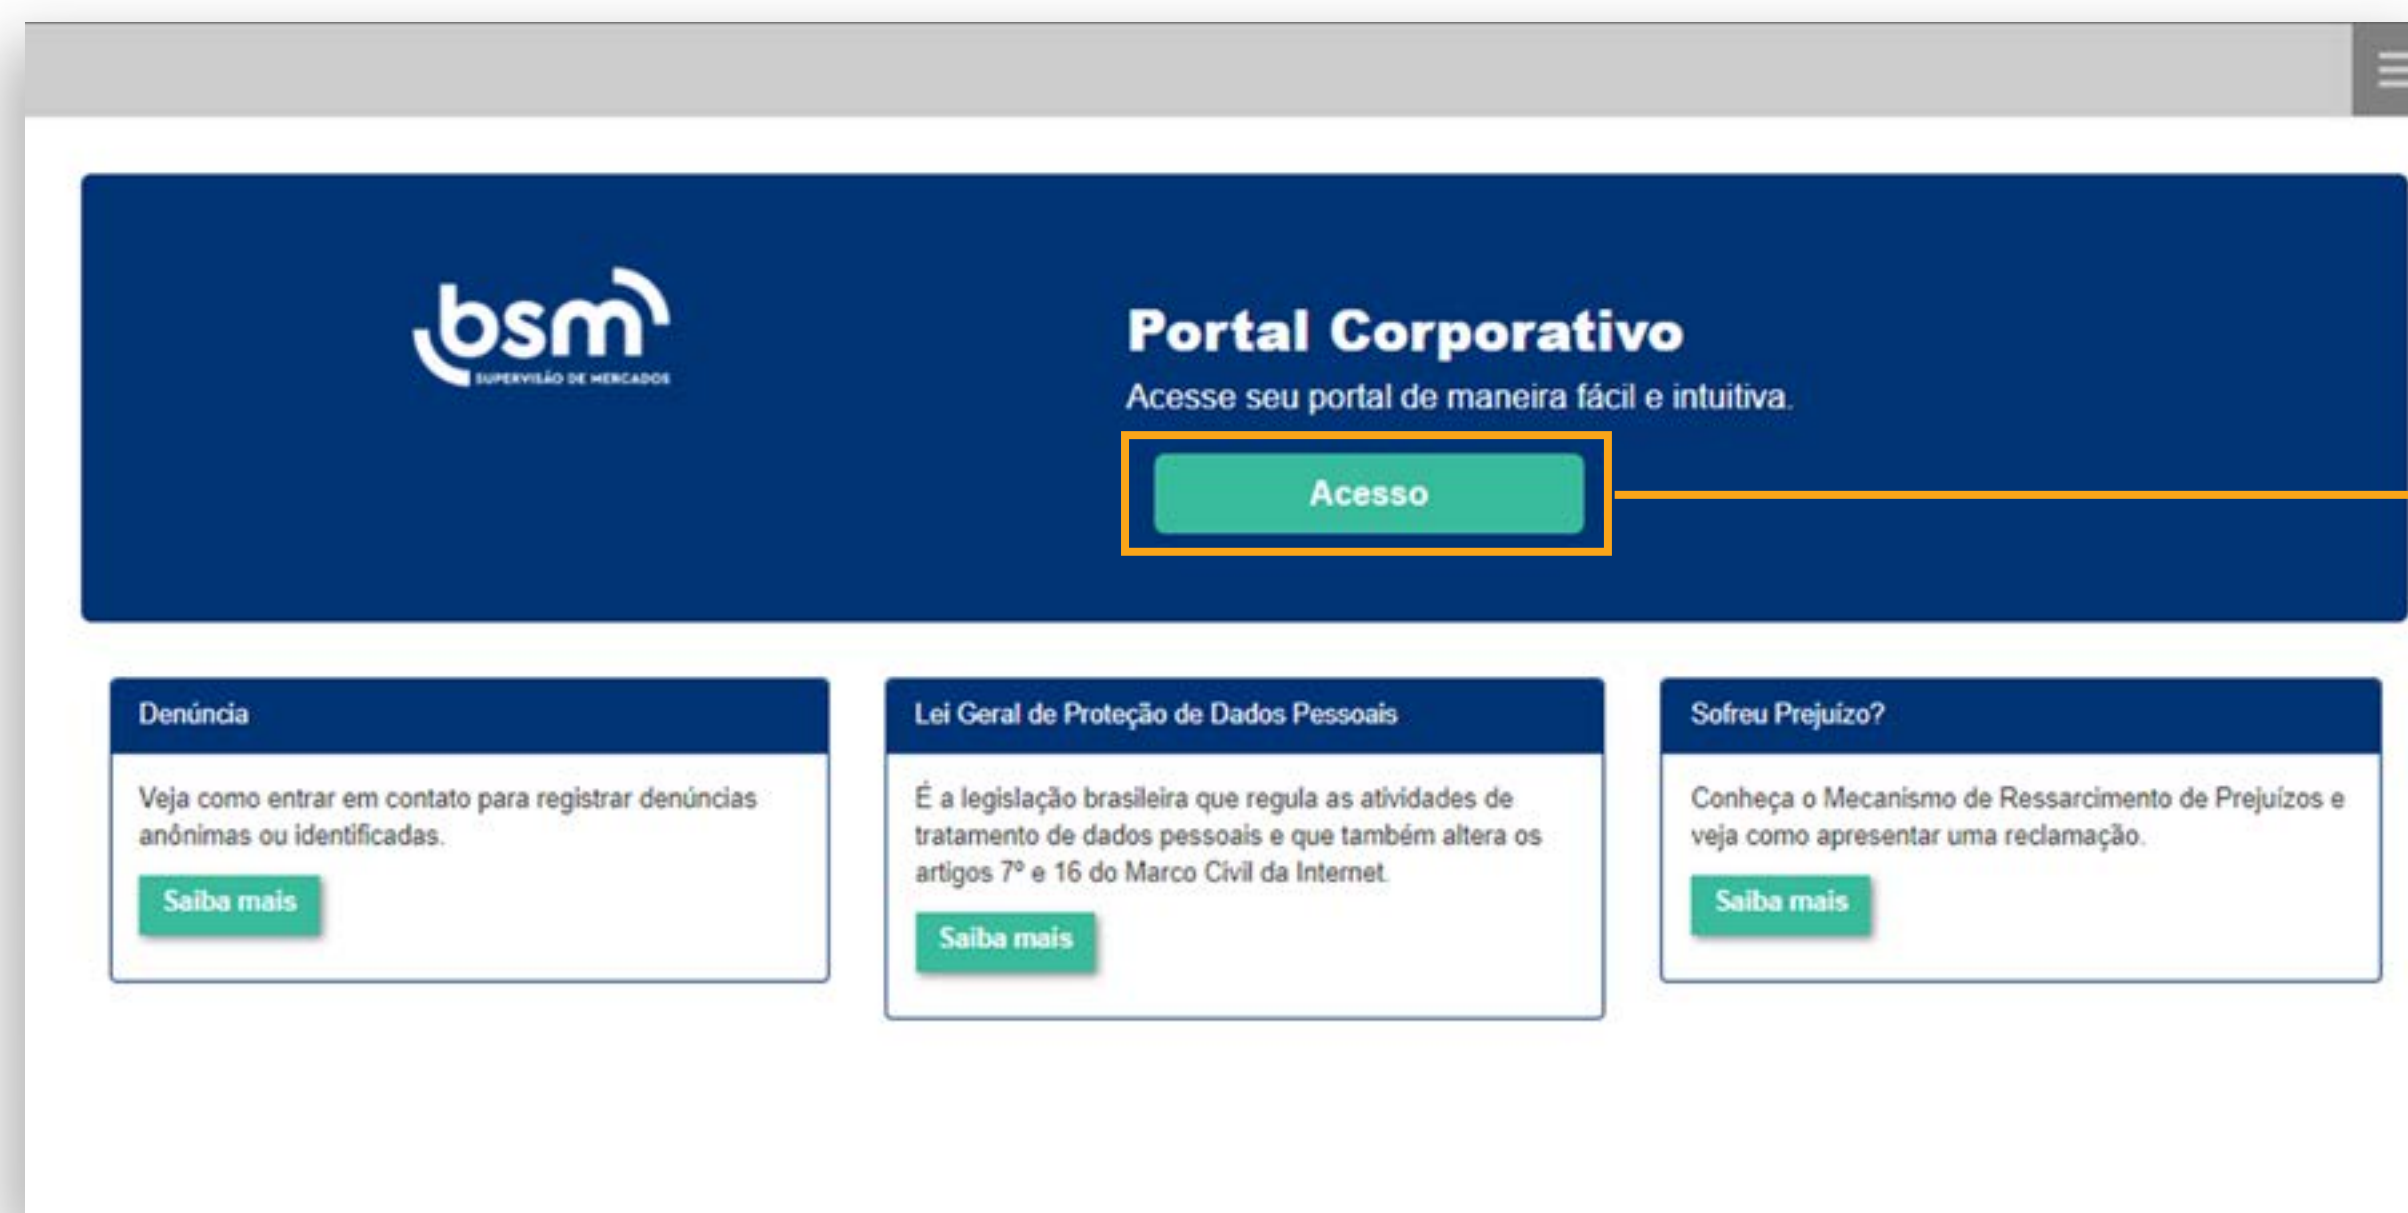 bsm
SUPERVISÃO DE MERCADOS
Portal Corporativo
Acesse seu portal de maneira fácil e intuitiva.
Acesso
Denúncia
Veja como entrar em contato para registrar denúncias
anônimas ou identificadas.
Saiba mais
Lei Geral de Proteção de Dados Pessoais
É a legislação brasileira que regula as atividades de
tratamento de dados pessoais e que também altera os
artigos 7º e 16 do Marco Civil da Internet.
Saiba mais
Sofreu Prejuízo?
Conheça o Mecanismo de Ressarcimento de Prejuízos e
veja como apresentar uma reclamação.
Saiba mais